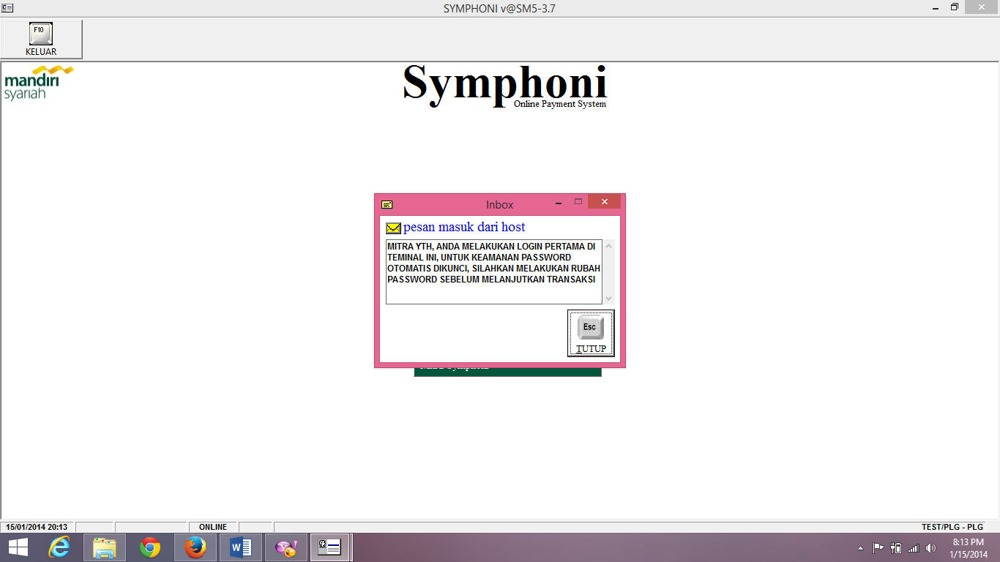 SYMPHONI v@SM5-3.7
F10
KELUAR
mandiri
syariah
Symphoni
Online Payment System
Inbox
pesan masuk dari host
MITRA YTH, ANDA MELAKUKAN LOGIN PERTAMA DI
TEMINAL INI, UNTUK KEAMANAN PASSWORD
OTOMATIS DIKUNCI, SILAHKAN MELAKUKAN RUBAH
PASSWORD SEBELUM MELANJUTKAN TRANSAKSI
Esc
TUTUP
15/01/2014 20:13
ONLINE
TEST/PLG - PLG
8:13 PM
1/15/2014